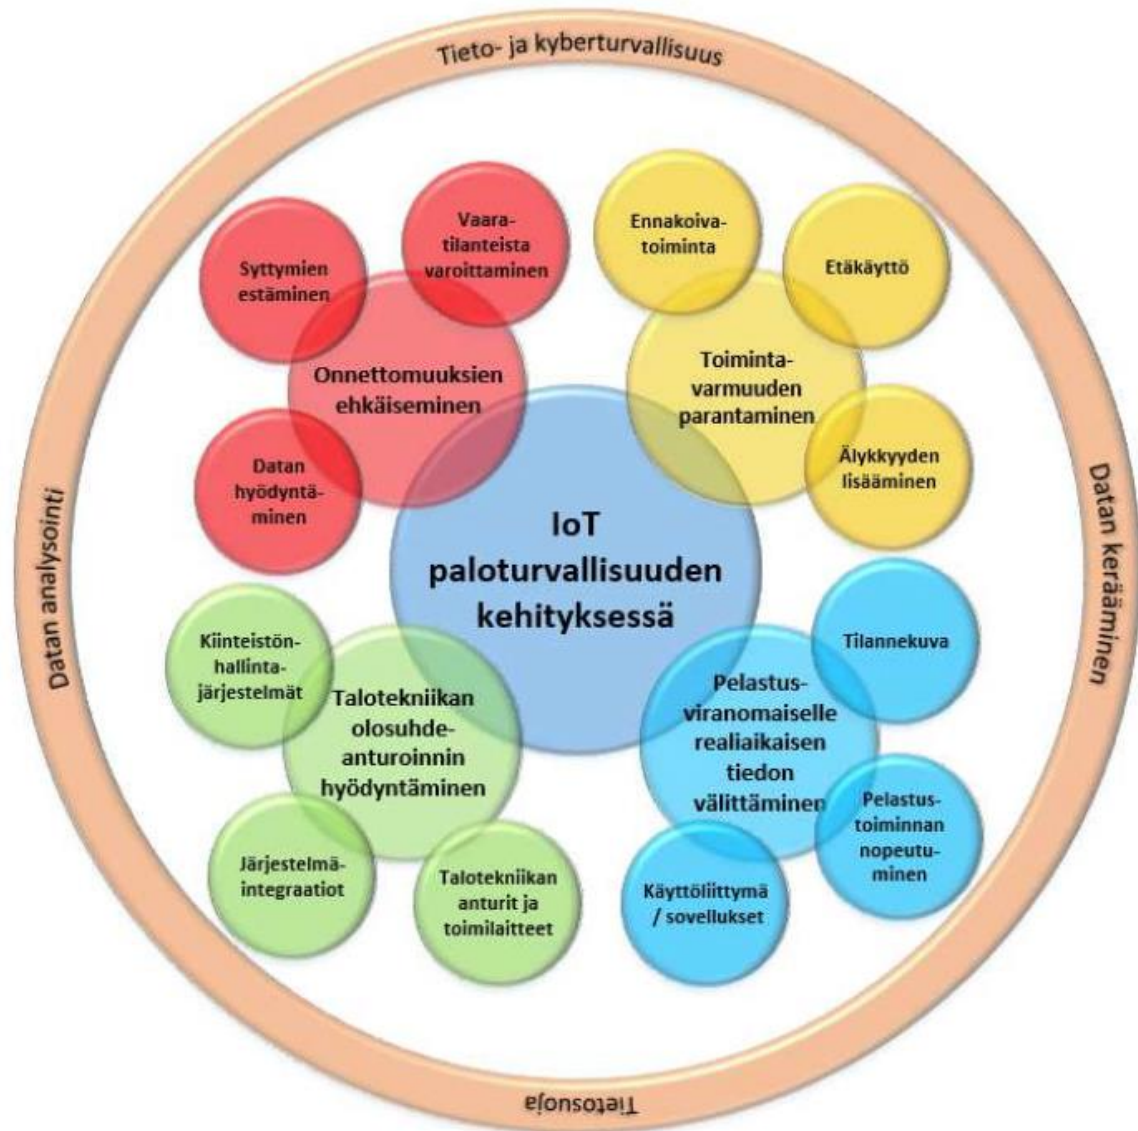 Tieto- ja kyberturvallisuus
Vaara-
tilanteista
varoittaminen
Syttymien
estäminen
Onnettomuuksien
ehkäiseminen
Datan
hyödyntä-
minen
Ennakoiva-
toiminta
Etäkäyttö
Toiminta-
varmuuden
parantaminen
Älykkyyden
lisääminen
Datan analysointi
IoT
paloturvallisuuden
kehityksessä
Datan kerääminen
Kiinteistön-
hallinta-
järjestelmät
Talotekniikan
olosuhde-
anturoinnin
hyödyntäminen
Järjestelmä-
integraatiot
Talotekniikan
anturit ja
toimilaitteet
Tilannekuva
Pelastus-
viranomaiselle
realiaikaisen
tiedon
välittäminen
Pelastus-
toiminnan
nopeutu-
minen
Käyttöliittymä
/ sovellukset
Tietosuoja